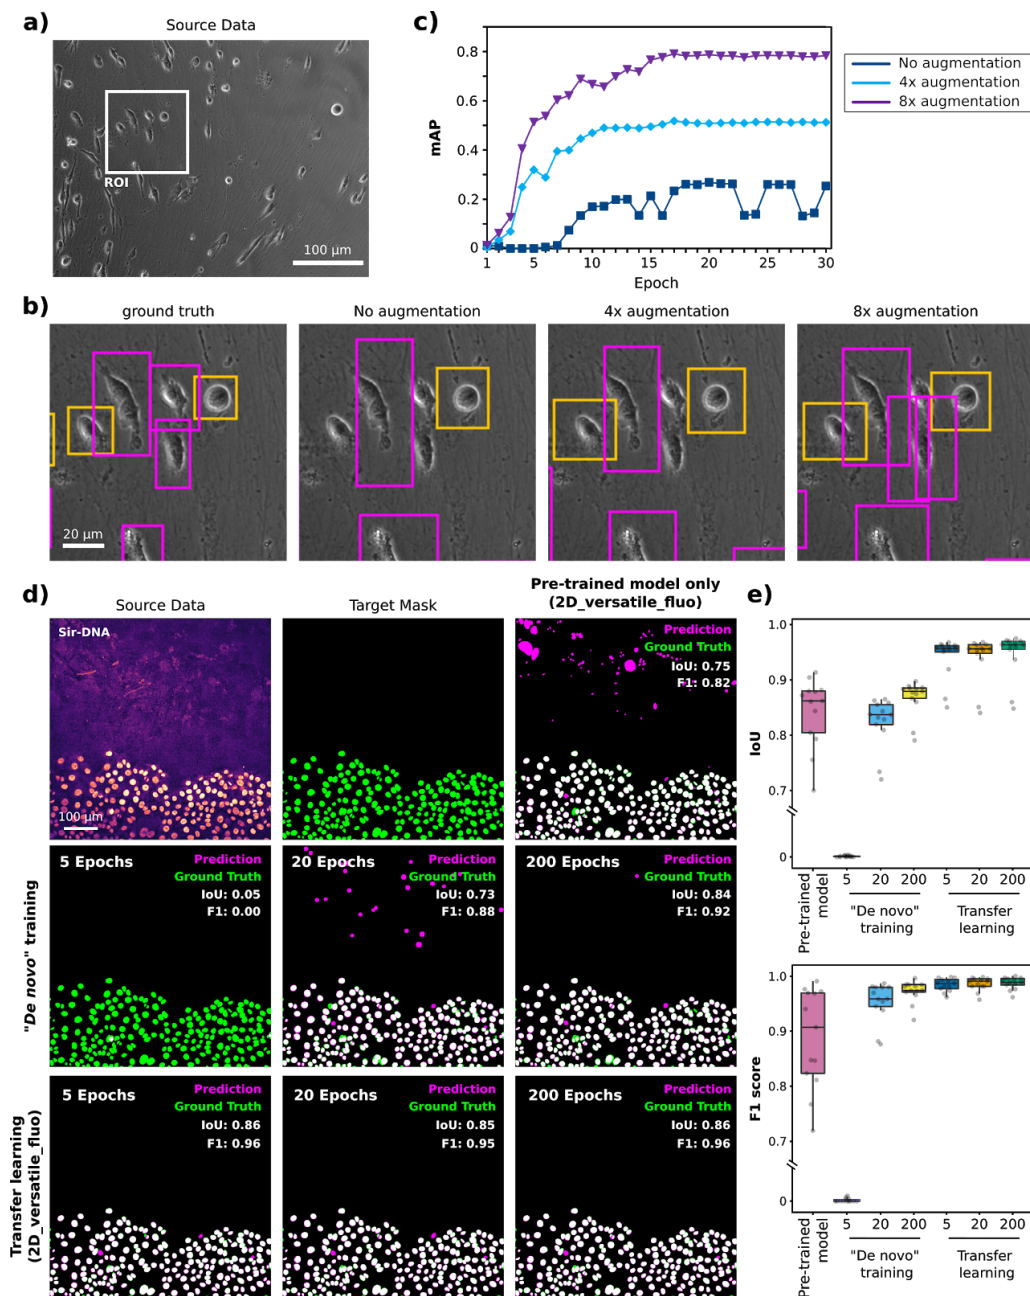 a)
Source Data
ROI
100 µm
c)
mAP
0.8
0.6
0.4
0.2
0
1
5
10
15
20
25
30
Epoch
No augmentation
4x augmentation
8x augmentation
b)
ground truth
No augmentation
4x augmentation
8x augmentation
20 µm
d)
Source Data
Target Mask
Pre-trained model only
(2D_versatile_fluo)
Sir-DNA
100 µm
Prediction
Ground Truth
IoU: 0.75
F1: 0.82
"De novo" training
5 Epochs
Prediction
Ground Truth
IoU: 0.05
F1: 0.00
20 Epochs
Prediction
Ground Truth
IoU: 0.73
F1: 0.88
200 Epochs
Prediction
Ground Truth
IoU: 0.84
F1: 0.92
Transfer learning
(2D_versatile_fluo)
5 Epochs
Prediction
Ground Truth
IoU: 0.86
F1: 0.96
20 Epochs
Prediction
Ground Truth
IoU: 0.85
F1: 0.95
200 Epochs
Prediction
Ground Truth
IoU: 0.86
F1: 0.96
e)
IoU
1.0
0.9
0.8
0.7
0
Pre-trained
model
5 20 200 5 20 200
"De novo"
training
Transfer
learning
F1 score
1.0
0.9
0.8
0.7
0
Pre-trained
model
5 20 200 5 20 200
"De novo"
training
Transfer
learning